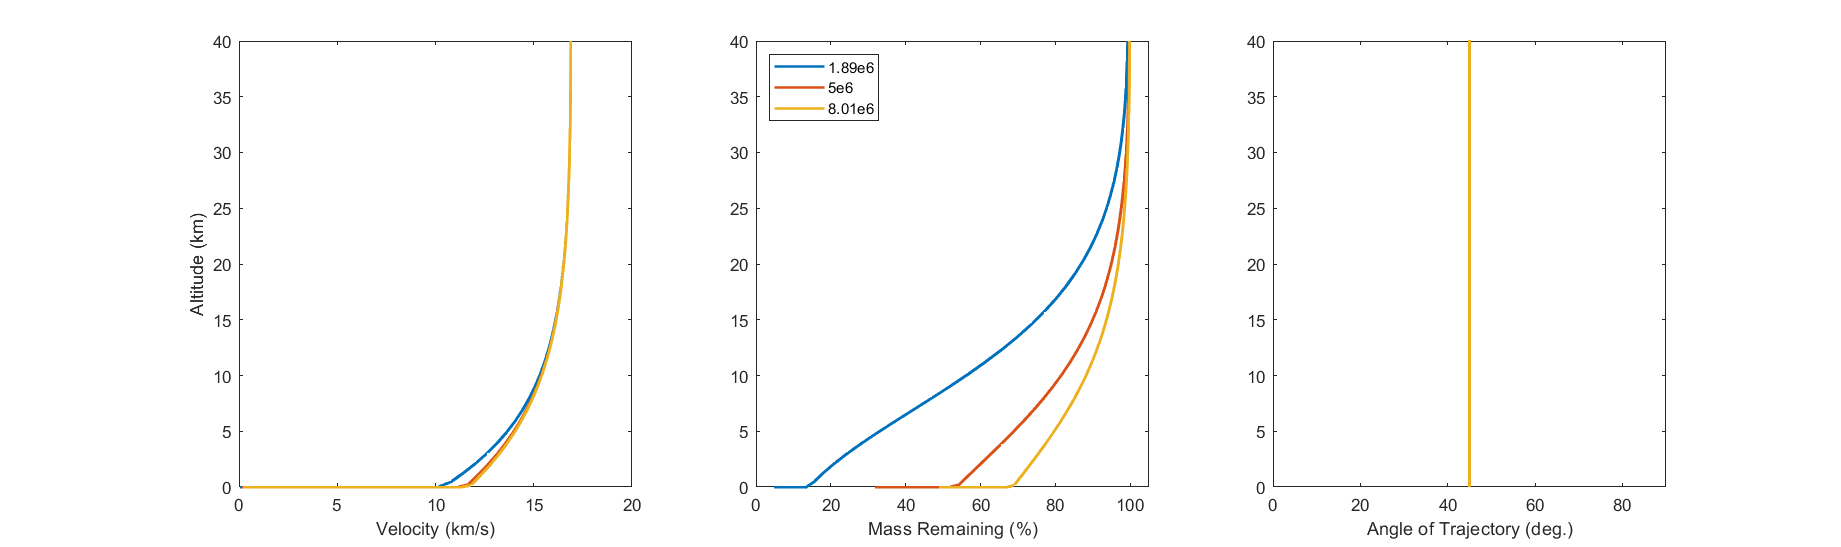 40
35
30
25
20
15
10
5
0
Altitude (km)
0 5 10 15 20
Velocity (km/s)
40
35
30
25
20
15
10
5
0
1.89e6
5e6
8.01e6
0 20 40 60 80 100
Mass Remaining (%)
40
35
30
25
20
15
10
5
0
0 20 40 60 80
Angle of Trajectory (deg.)